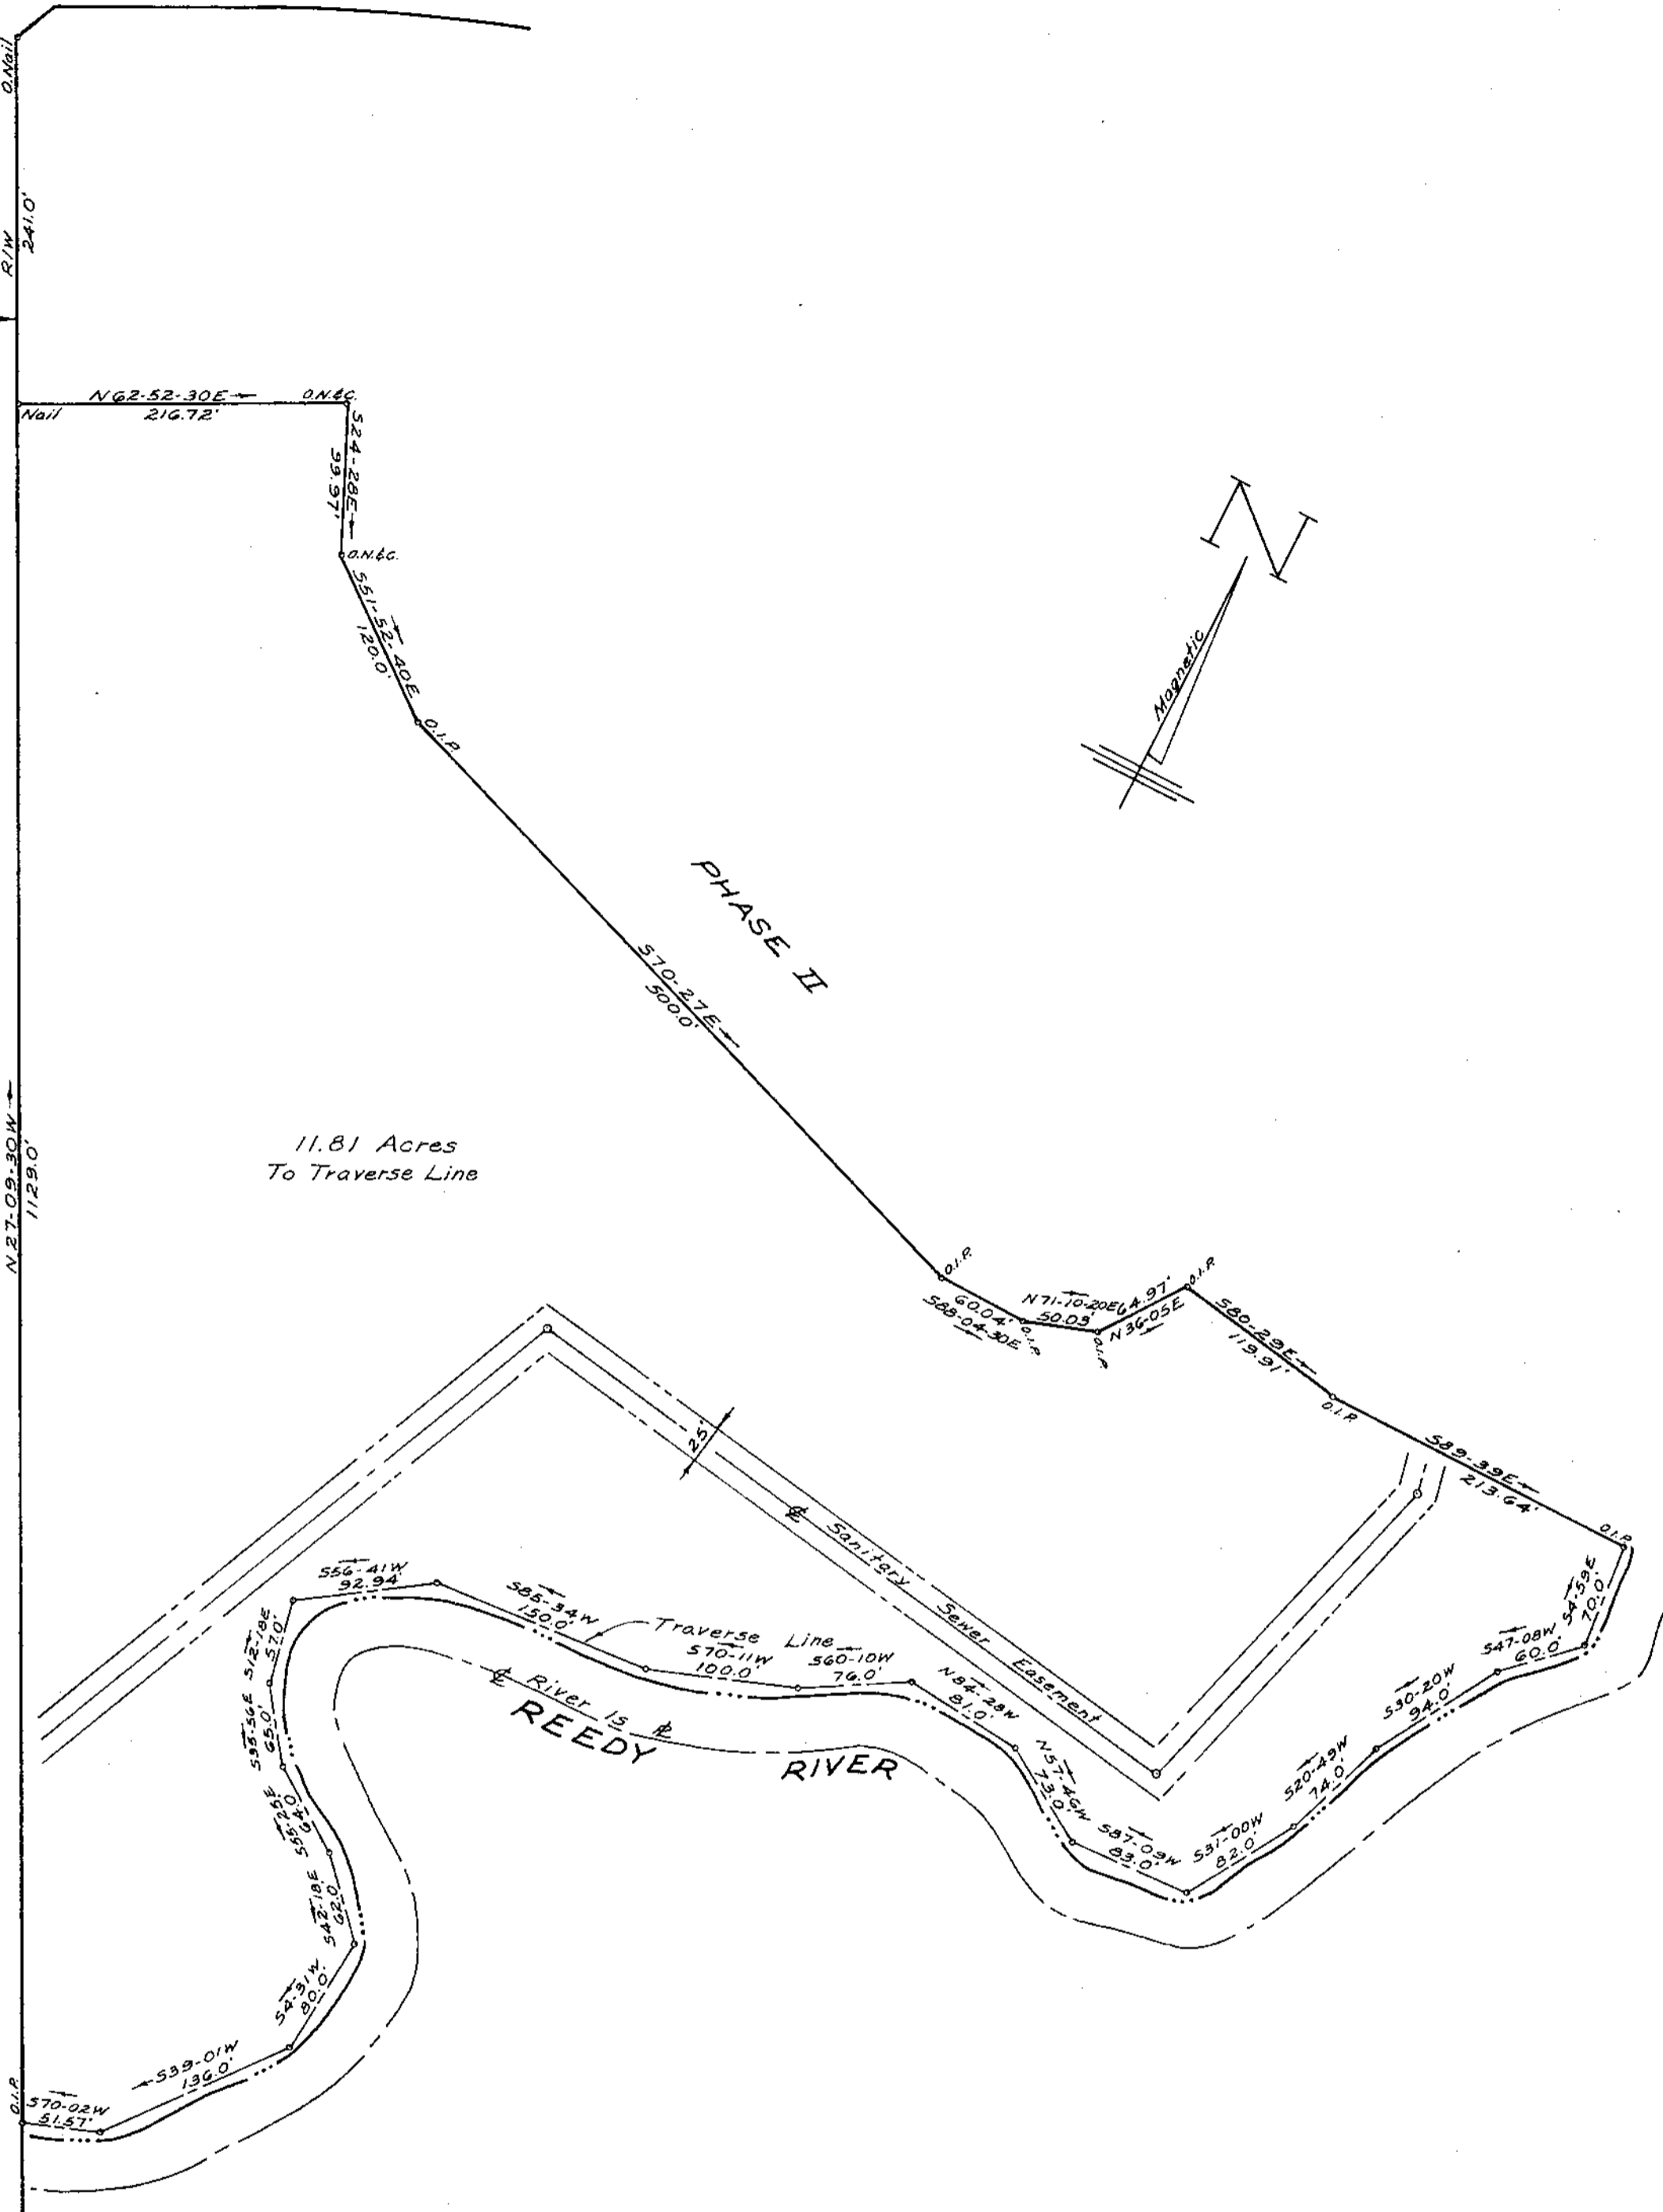 O.Nail
R/W
241.0'
N62-52-30E
216.72'
Nail
O.N.&C.
S24-28E
99.97'
O.N.&C.
S51-52-40E
120.0'
O.I.P.
N
Magnetic
PHASE II
S70-27E
500.0'
N27-09-30W
1129.0'
11.81 Acres
To Traverse Line
O.I.P.
60.04'
S88-04-30E
O.I.P.
N71-10-20E
50.03'
O.I.P.
64.97'
N36-05E
O.I.P.
S80-29E
119.91'
O.I.P.
S89-39E
213.64'
O.I.P.
S4-59E
70.0'
S47-08W
60.0'
S30-20W
94.0'
S20-49W
74.0'
S31-00W
82.0'
S87-09W
83.0'
N57-46W
73.0'
N84-28W
81.0'
S60-10W
76.0'
S70-11W
100.0'
Traverse Line
S85-34W
150.0'
S56-41W
92.94'
S12-18E
57.0'
S35-56E
65.0'
S55-25E
64.0'
S42-18E
62.0'
S4-31W
80.0'
S39-01W
136.0'
S70-02W
51.57'
O.I.P.
25'
℄ Sanitary Sewer Easement
℄ River is ℄
REEDY RIVER